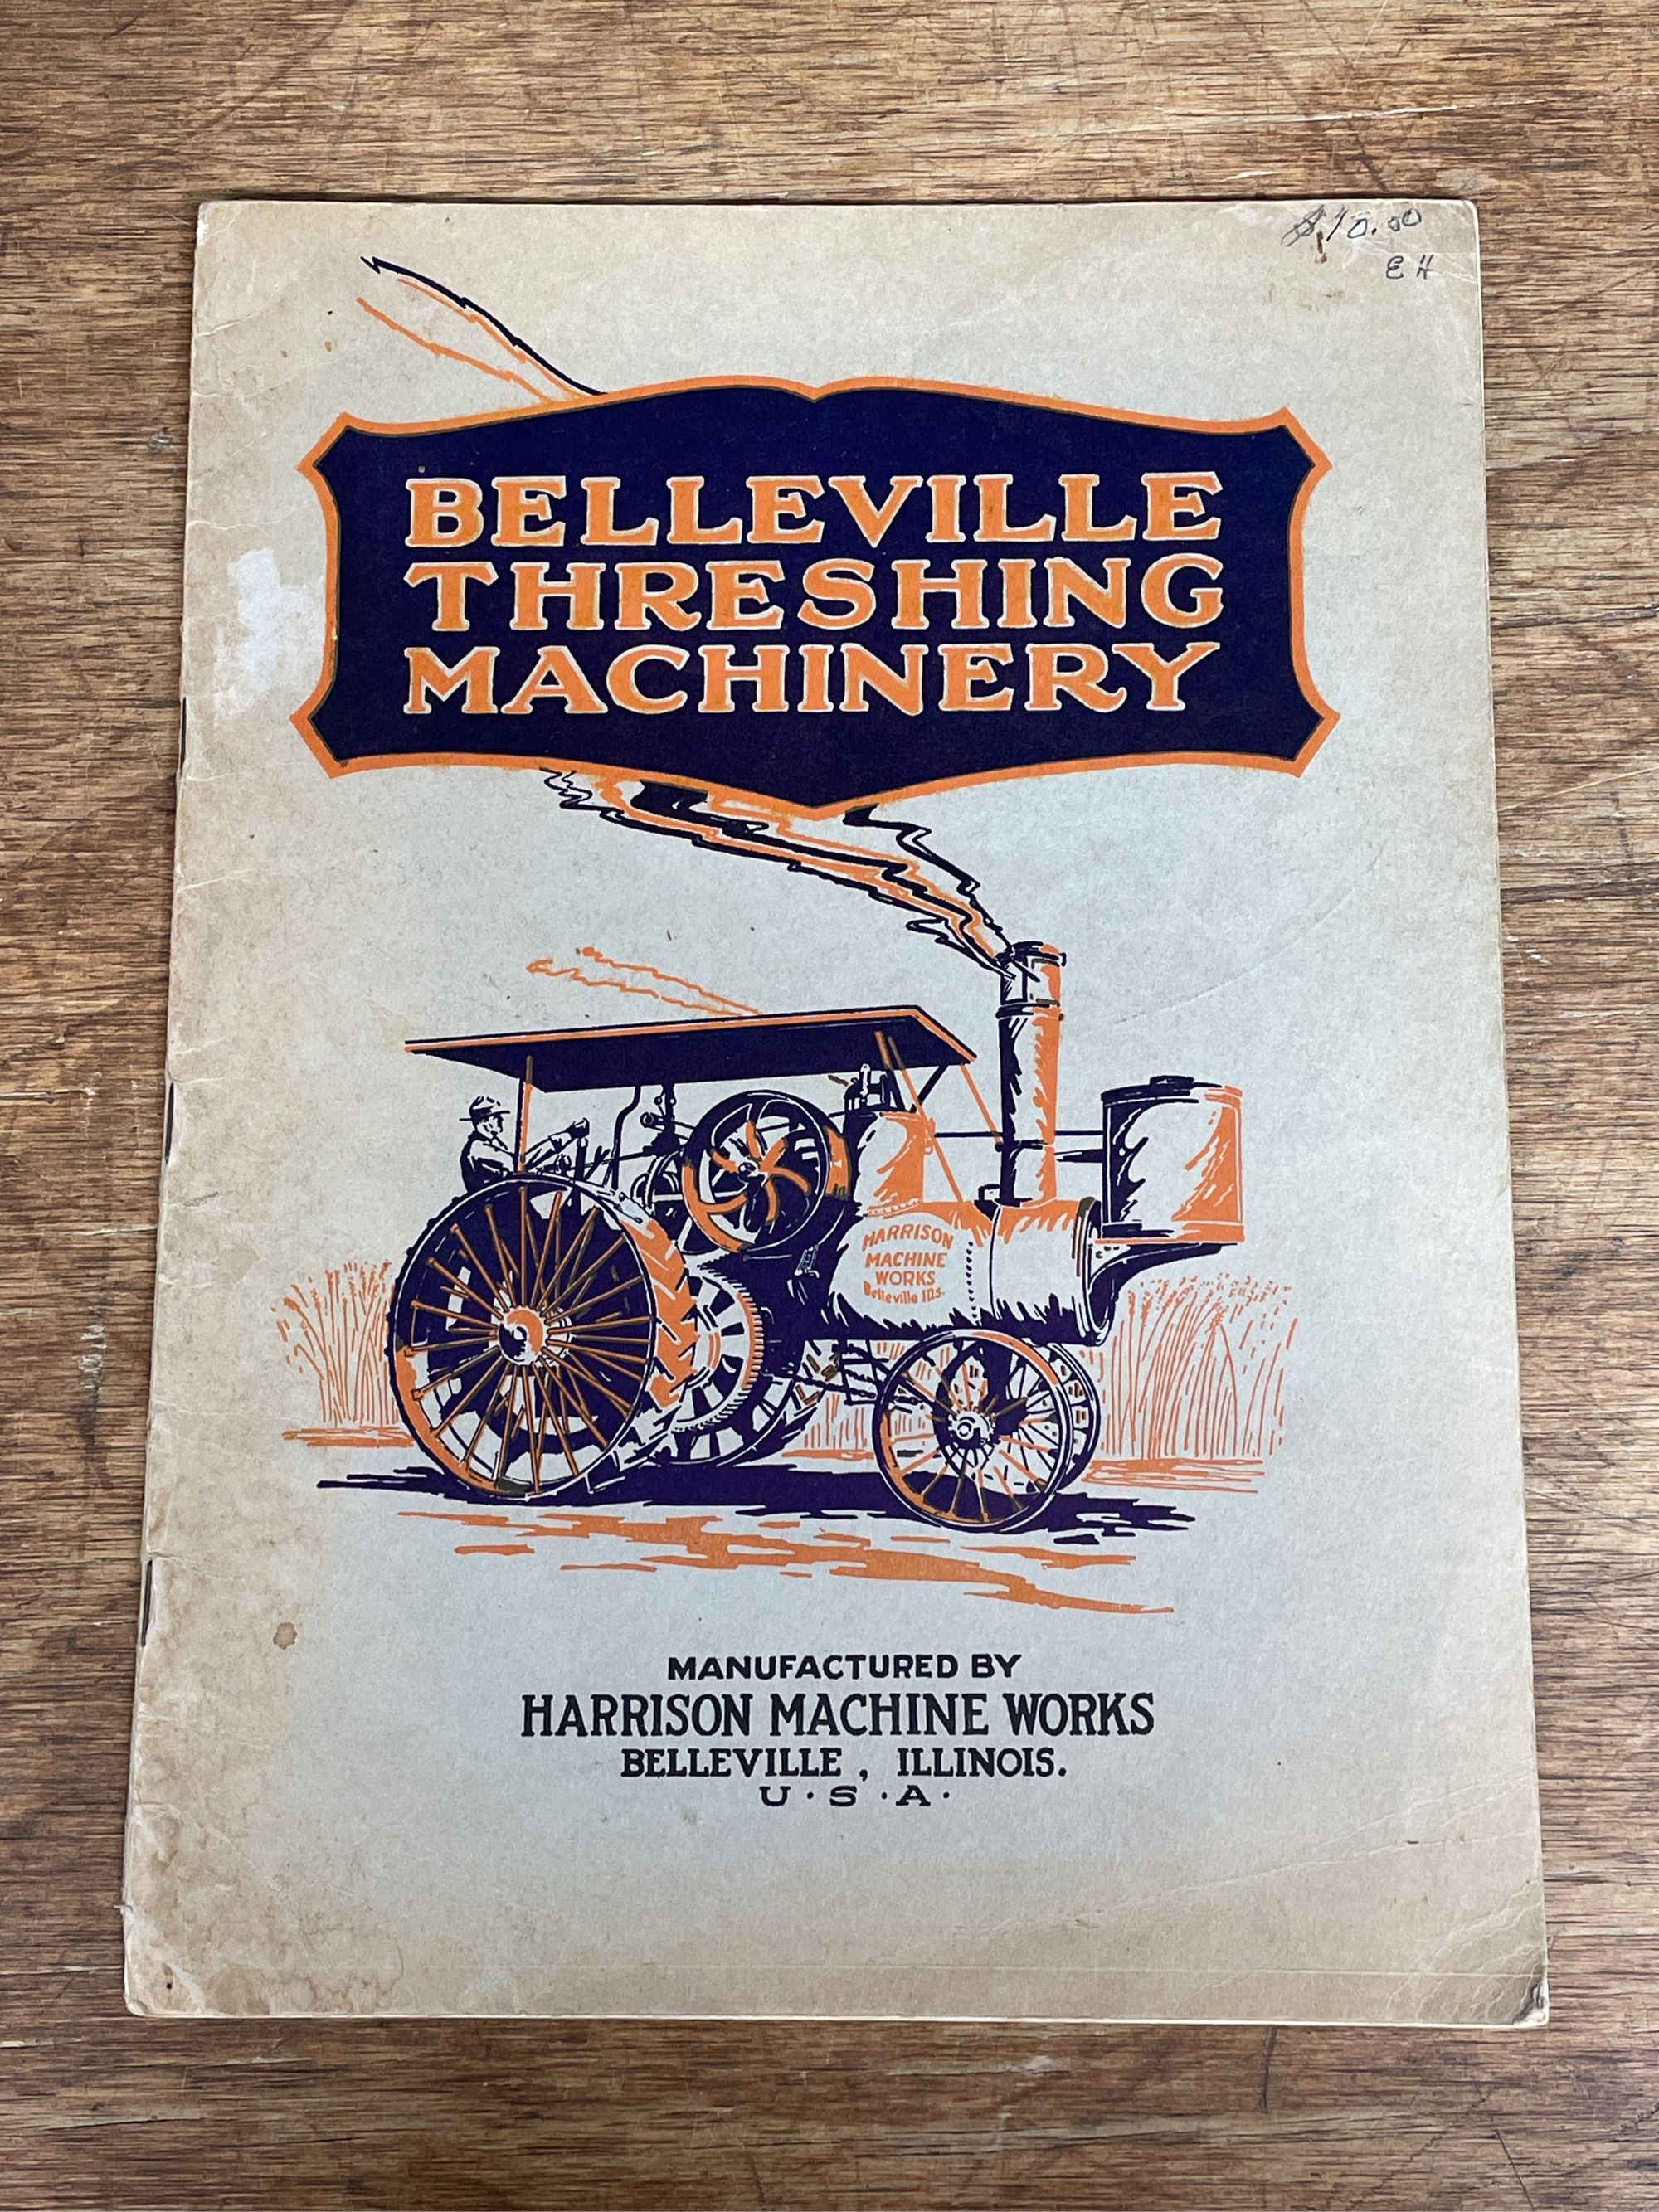 $10.00
EH
BELLEVILLE
THRESHING
MACHINERY
HARRISON
MACHINE
WORKS
Belleville Ills.
MANUFACTURED BY
HARRISON MACHINE WORKS
BELLEVILLE, ILLINOIS.
U·S·A·